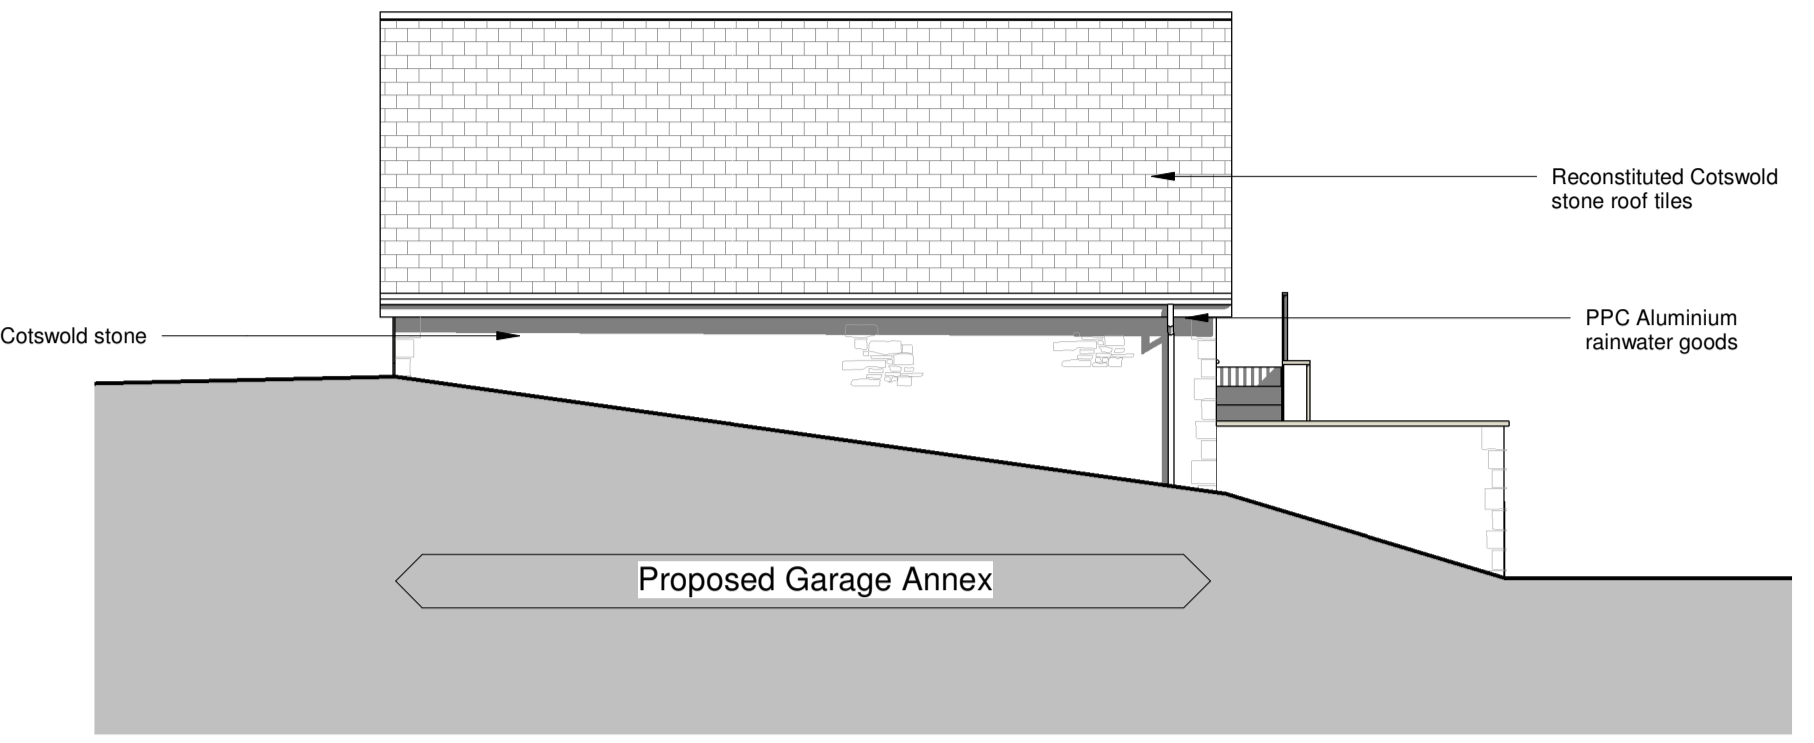 Reconstituted Cotswold
stone roof tiles
PPC Aluminium
rainwater goods
Cotswold stone
Proposed Garage Annex